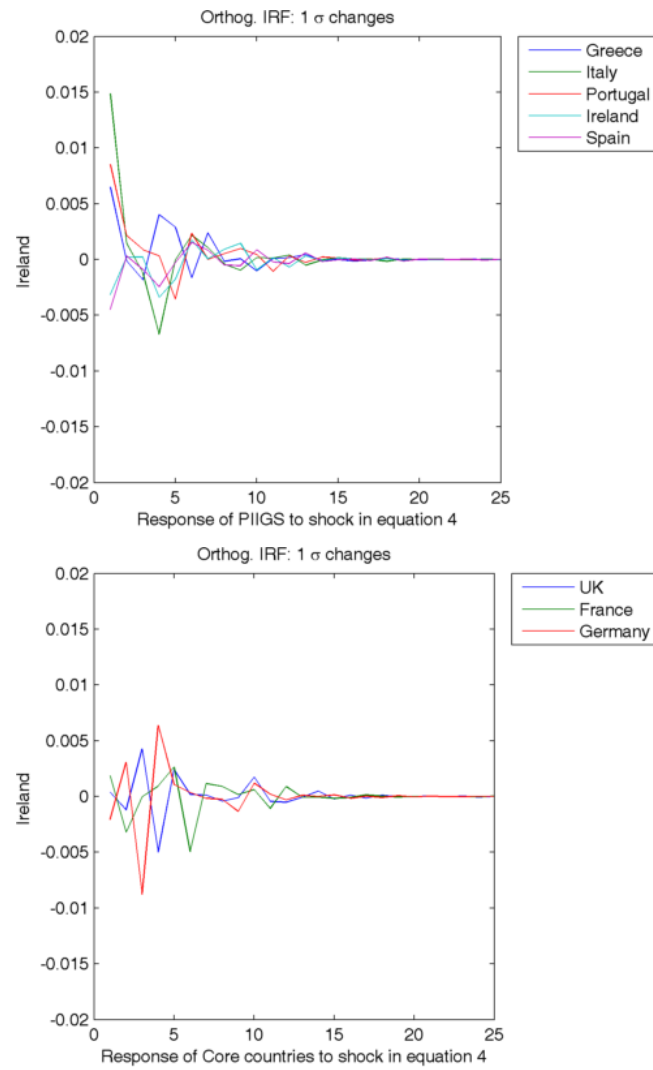 Orthog. IRF: 1 σ changes
0.02
0.015
0.01
0.005
0
-0.005
-0.01
-0.015
-0.02
Ireland
0 5 10 15 20 25
Response of PIIGS to shock in equation 4
Greece
Italy
Portugal
Ireland
Spain
Orthog. IRF: 1 σ changes
0.02
0.015
0.01
0.005
0
-0.005
-0.01
-0.015
-0.02
Ireland
0 5 10 15 20 25
Response of Core countries to shock in equation 4
UK
France
Germany